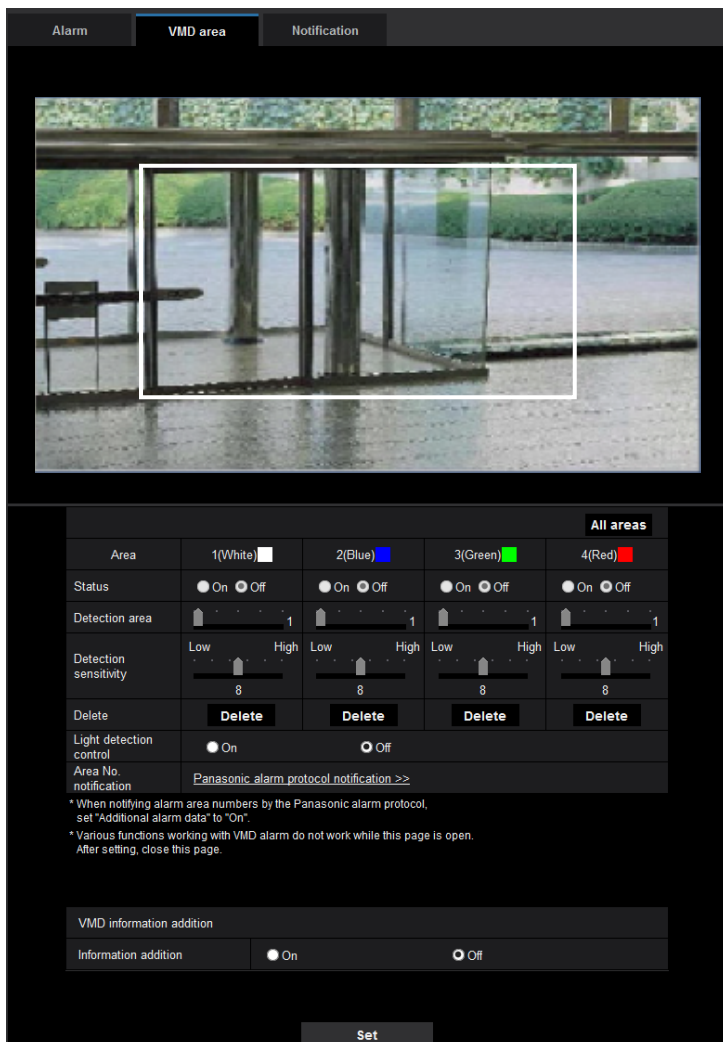 Alarm VMD area Notification
All areas
Area 1(White) 2(Blue) 3(Green) 4(Red)
Status On Off On Off On Off On Off
Detection area 1 1 1 1
Low High Low High Low High Low High
Detection
sensitivity
8 8 8 8
Delete Delete Delete Delete Delete
Light detection
control
On Off
Area No.
notification
Panasonic alarm protocol notification >>
* When notifying alarm area numbers by the Panasonic alarm protocol,
set "Additional alarm data" to "On".
* Various functions working with VMD alarm do not work while this page is open.
After setting, close this page.
VMD information addition
Information addition On Off
Set